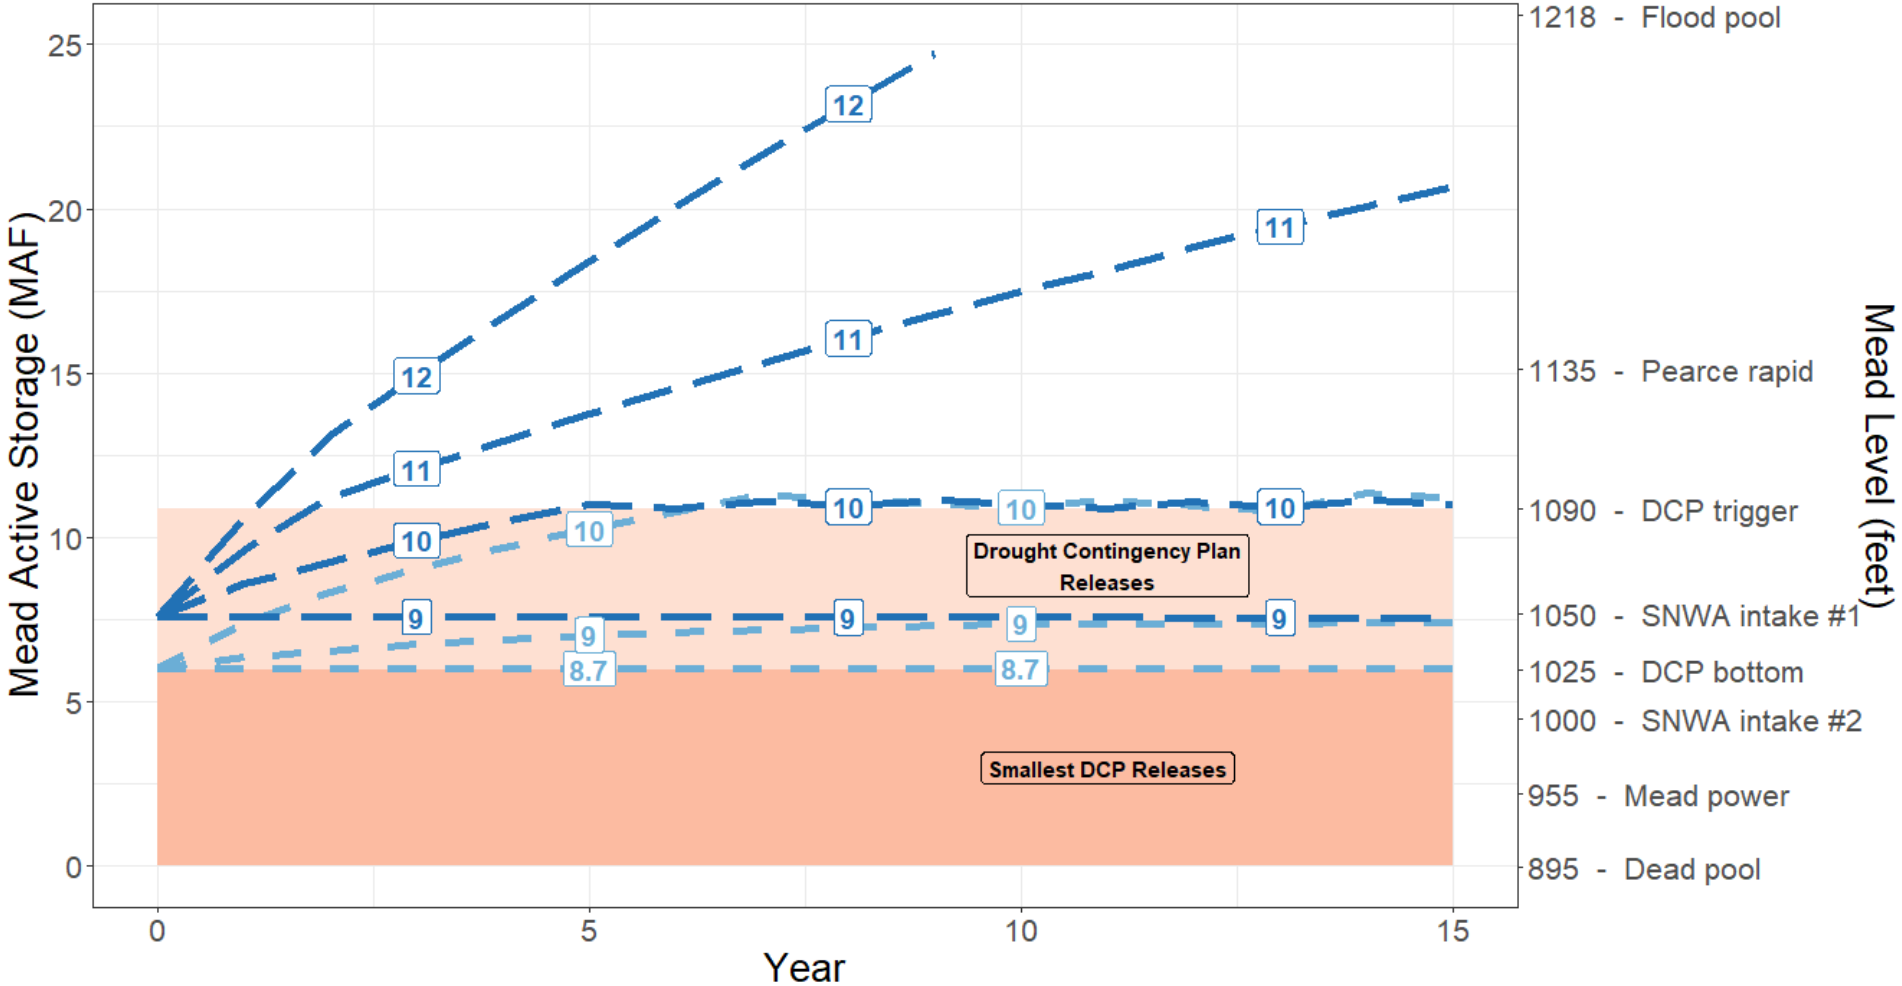 Mead Active Storage (MAF)
25
20
15
10
5
0
12
12
11
11
11
10
10
10
10
10
9
9
9
9
9
8.7
8.7
Drought Contingency Plan
Releases
Smallest DCP Releases
0
5
10
15
Year
1218 - Flood pool
1135 - Pearce rapid
1090 - DCP trigger
1050 - SNWA intake #1
1025 - DCP bottom
1000 - SNWA intake #2
955 - Mead power
895 - Dead pool
Mead Level (feet)